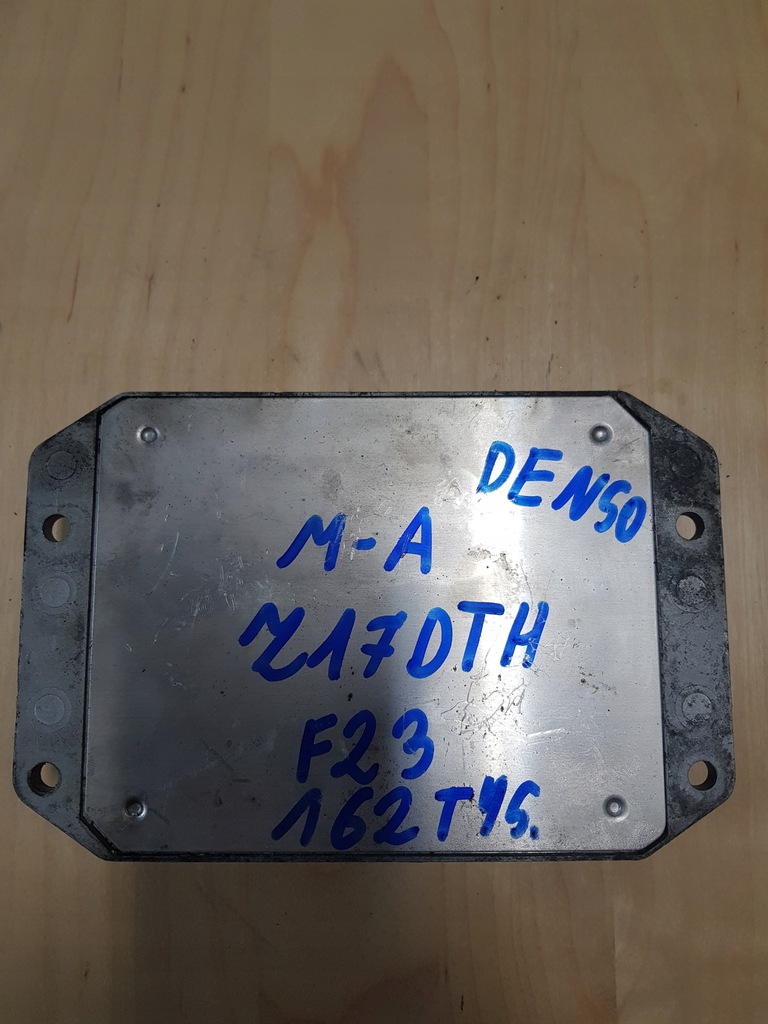 DENSO
M-A
Z17DTH
F23
162TYS.